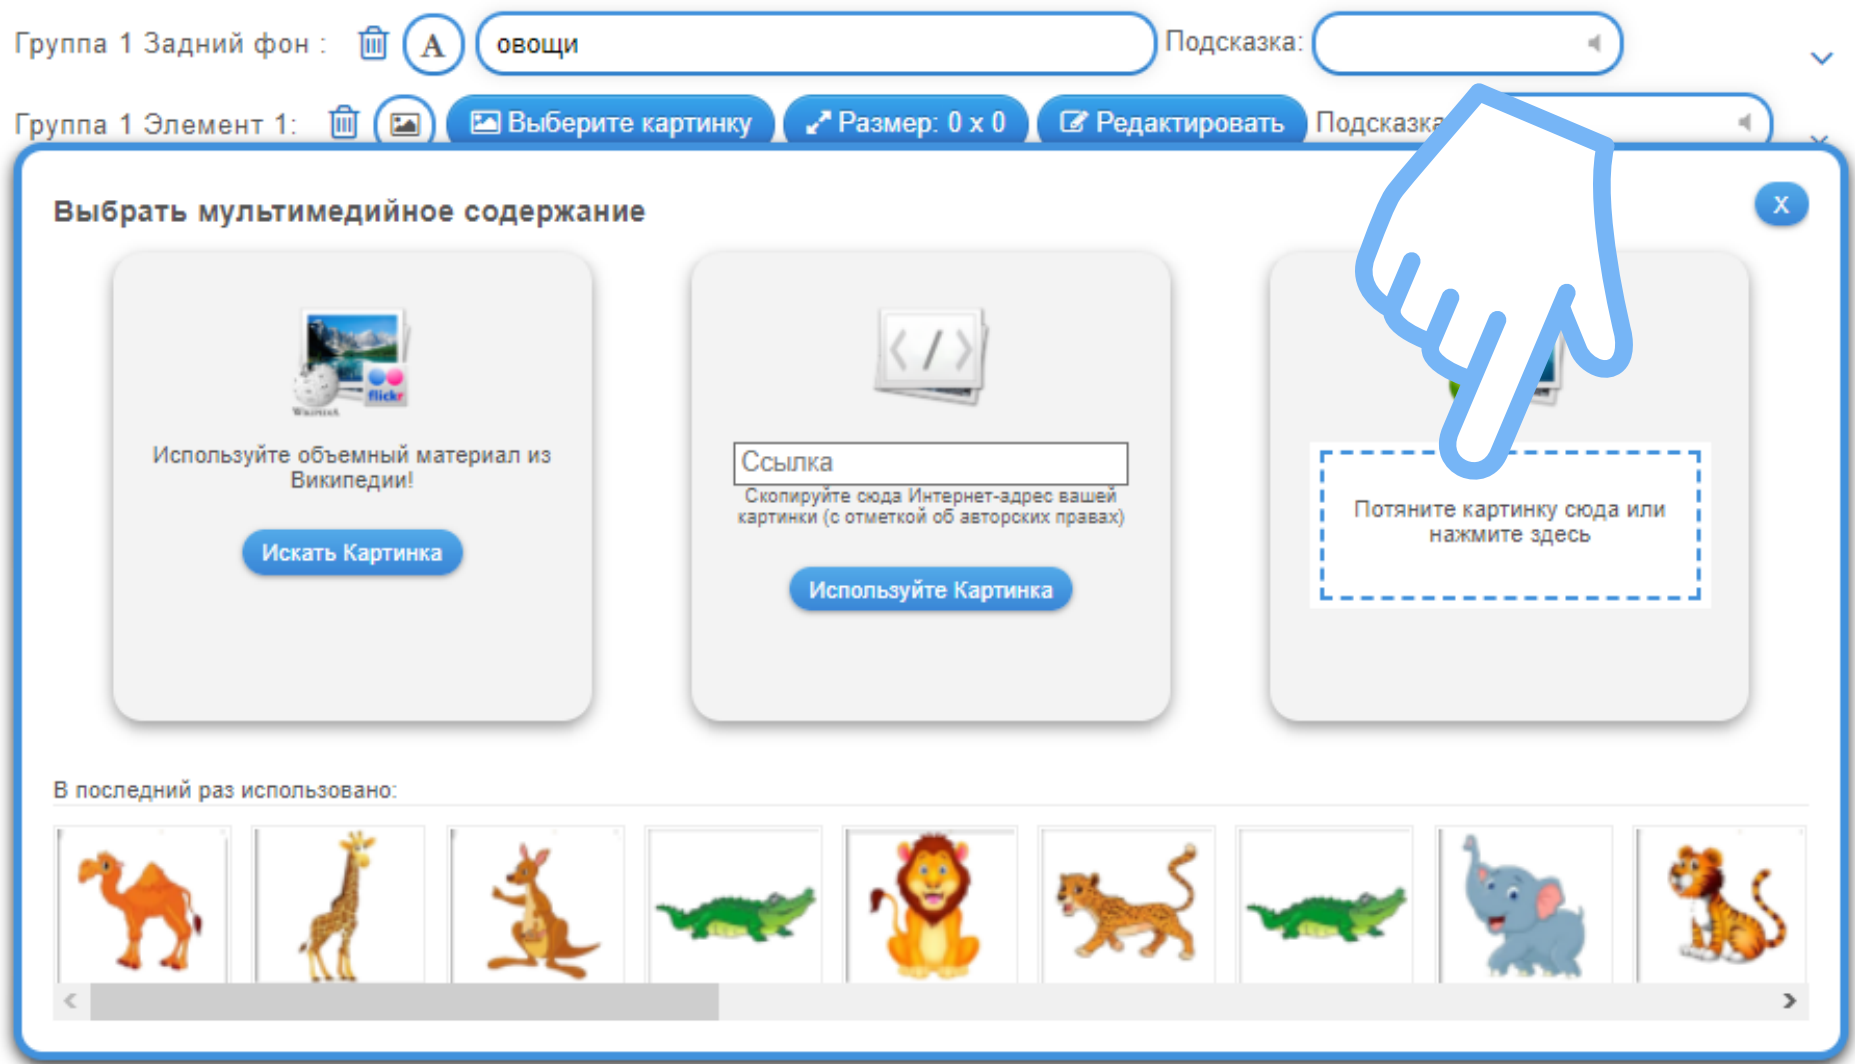 Группа 1 Задний фон : A овощи Подсказка:
Группа 1 Элемент 1: Выберите картинку Размер: 0 x 0 Редактировать Подсказка
Выбрать мультимедийное содержание
X
flickr
WIKIPEDIA
Используйте объемный материал из
Википедии!
Искать Картинка
Ссылка
Скопируйте сюда Интернет-адрес вашей
картинки (с отметкой об авторских правах)
Используйте Картинка
Потяните картинку сюда или
нажмите здесь
В последний раз использовано: